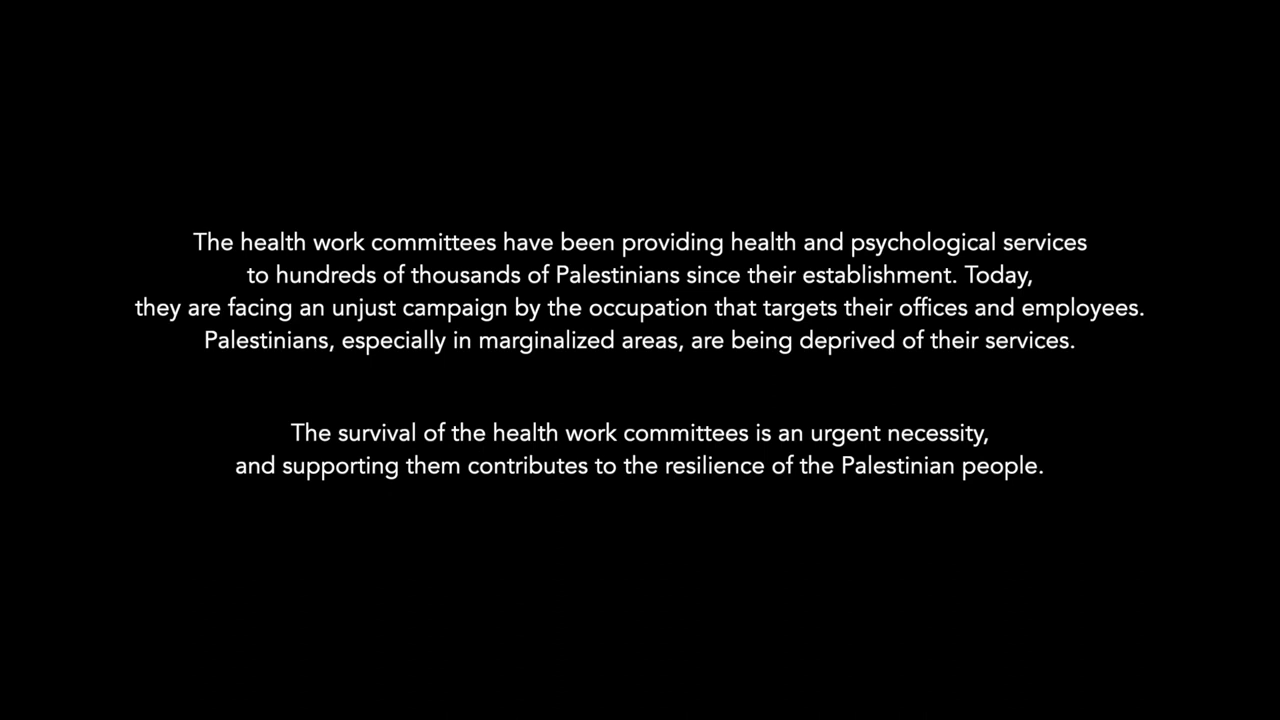 The health work committees have been providing health and psychological services
to hundreds of thousands of Palestinians since their establishment. Today,
they are facing an unjust campaign by the occupation that targets their offices and employees.
Palestinians, especially in marginalized areas, are being deprived of their services.
The survival of the health work committees is an urgent necessity,
and supporting them contributes to the resilience of the Palestinian people.